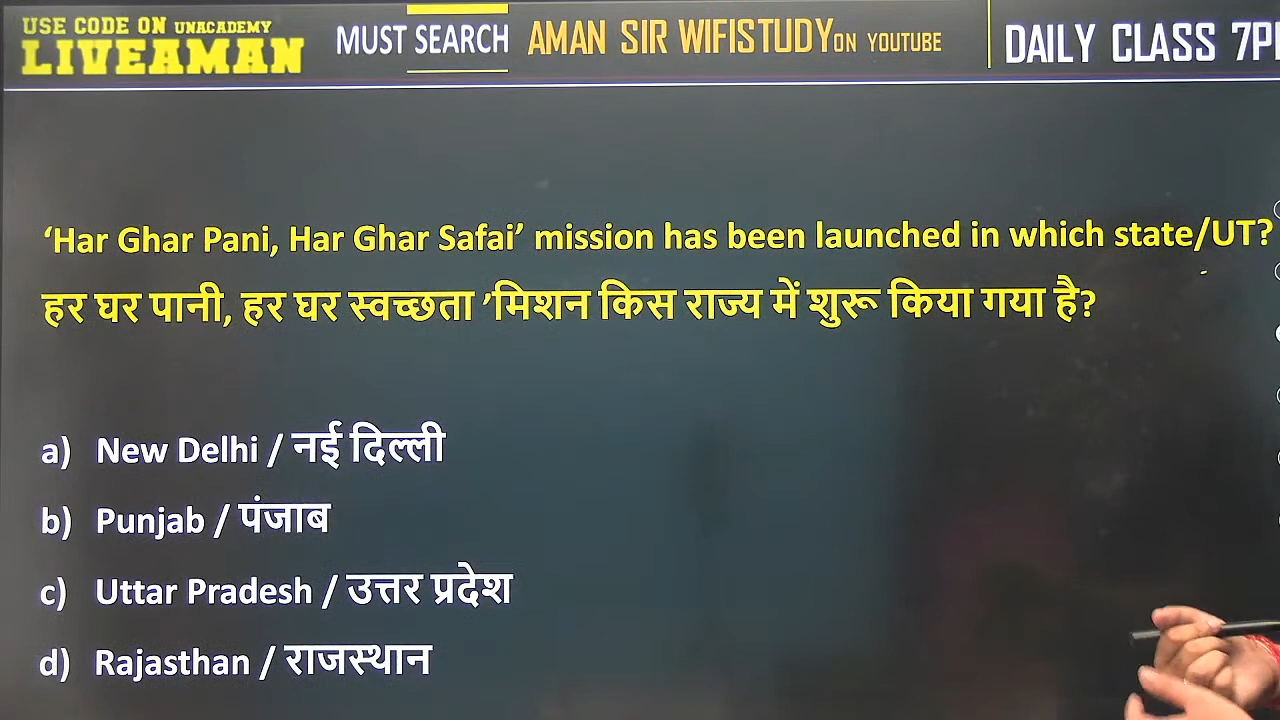 USE CODE ON UNACADEMY
LIVEAMAN
MUST SEARCH AMAN SIR WIFISTUDY ON YOUTUBE
DAILY CLASS 7P
‘Har Ghar Pani, Har Ghar Safai’ mission has been launched in which state/UT?
हर घर पानी, हर घर स्वच्छता ’मिशन किस राज्य में शुरू किया गया है?
a) New Delhi / नई दिल्ली
b) Punjab / पंजाब
c) Uttar Pradesh / उत्तर प्रदेश
d) Rajasthan / राजस्थान